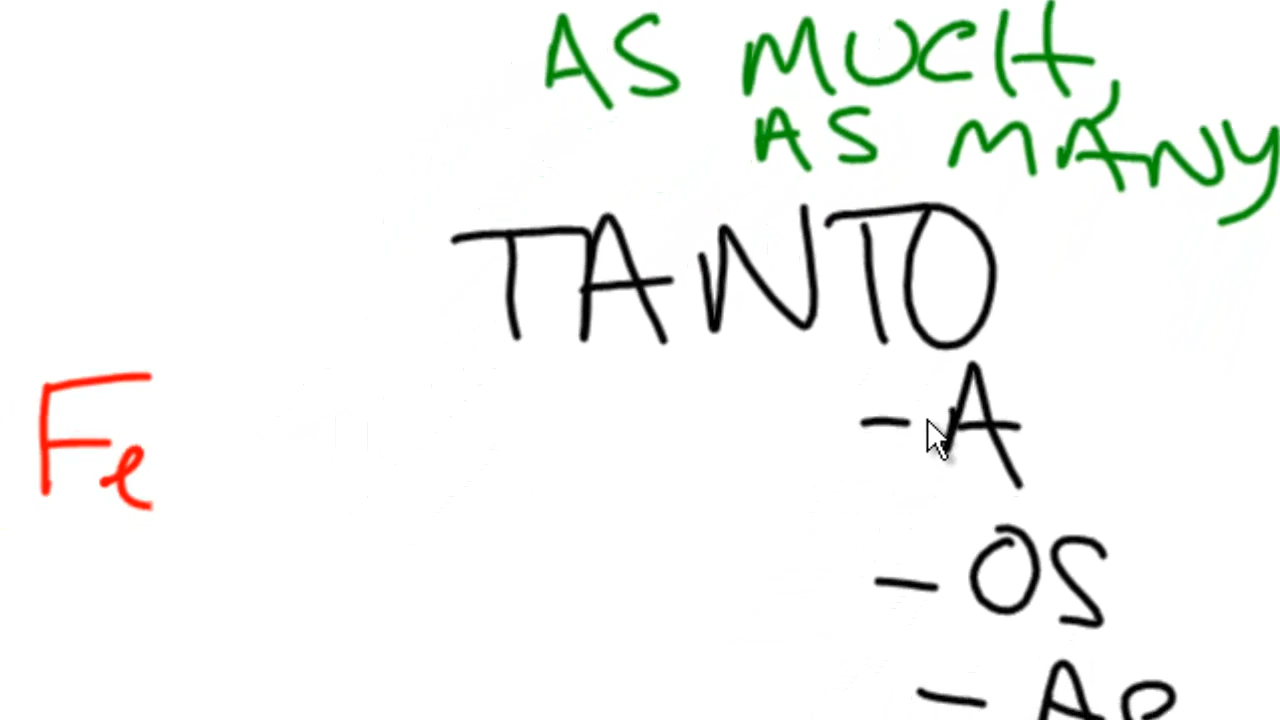 AS MUCH,
AS MANY
TANTO
-A
Fe
-OS